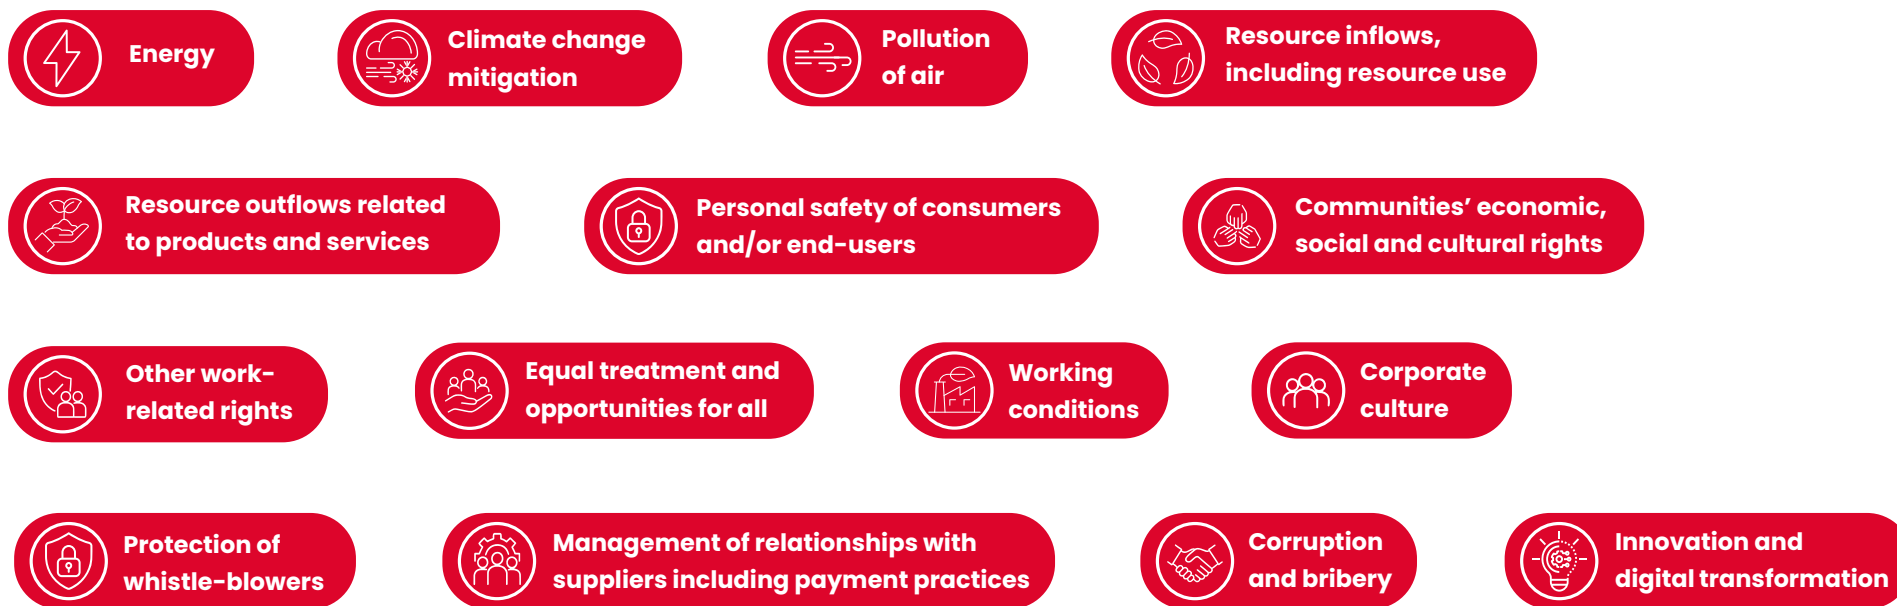 Energy
Climate change
mitigation
Pollution
of air
Resource inflows,
including resource use
Resource outflows related
to products and services
Personal safety of consumers
and/or end-users
Communities’ economic,
social and cultural rights
Other work-
related rights
Equal treatment and
opportunities for all
Working
conditions
Corporate
culture
Protection of
whistle-blowers
Management of relationships with
suppliers including payment practices
Corruption
and bribery
Innovation and
digital transformation